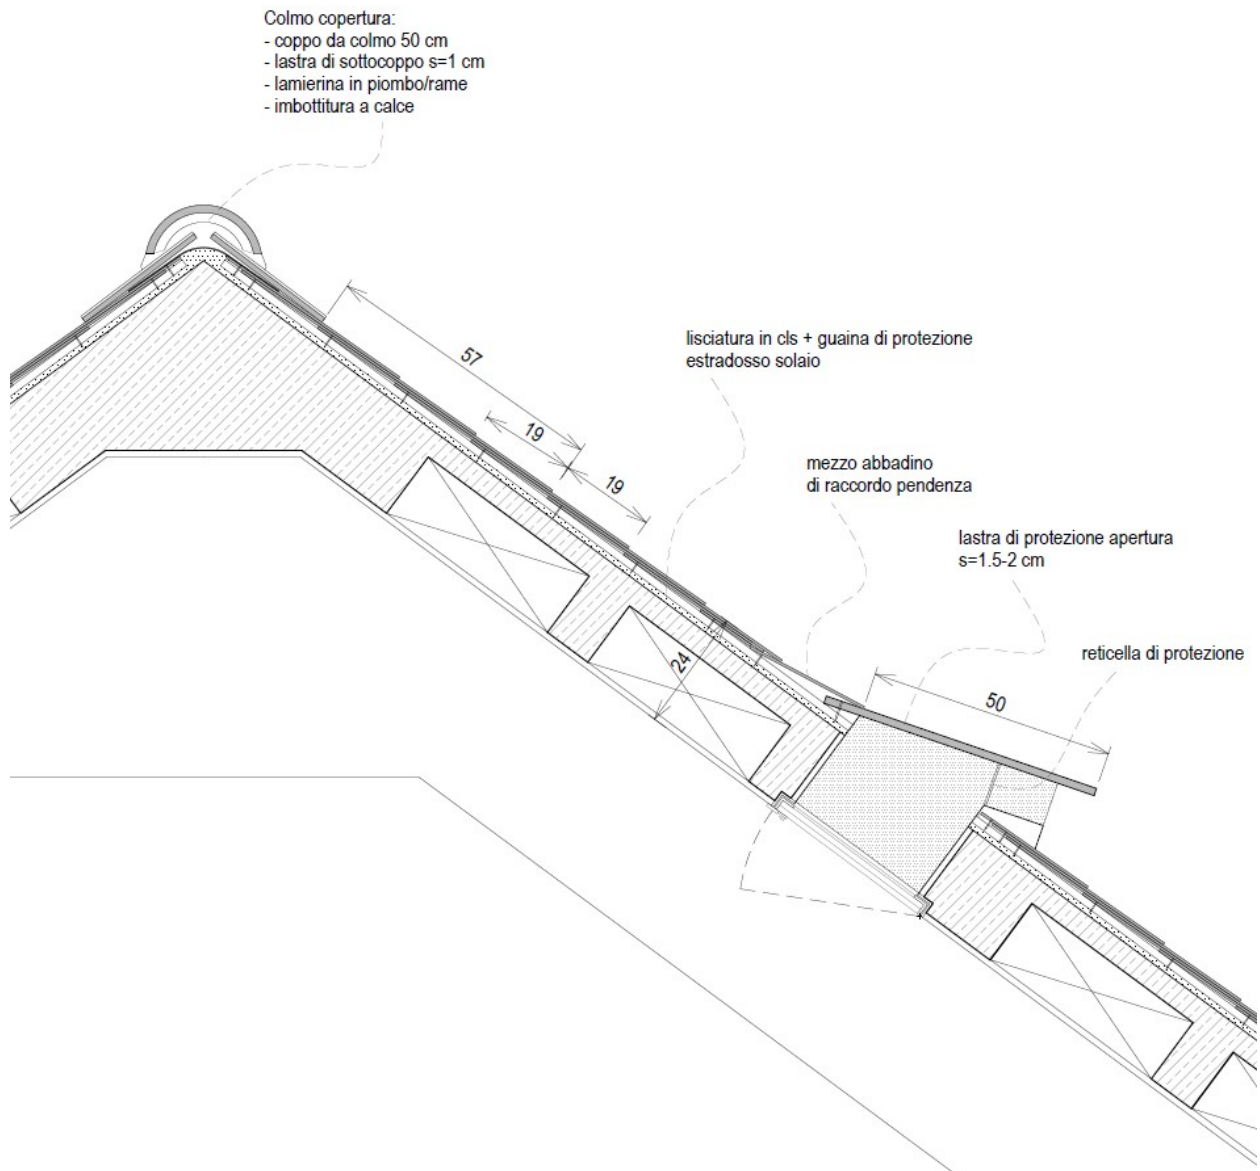 Colmo copertura:
- coppo da colmo 50 cm
- lastra di sottocoppo s=1 cm
- lamierina in piombo/rame
- imbottitura a calce
57
19
19
lisciatura in cls + guaina di protezione
estradosso solaio
mezzo abbadino
di raccordo pendenza
lastra di protezione apertura
s=1.5-2 cm
reticella di protezione
24
50